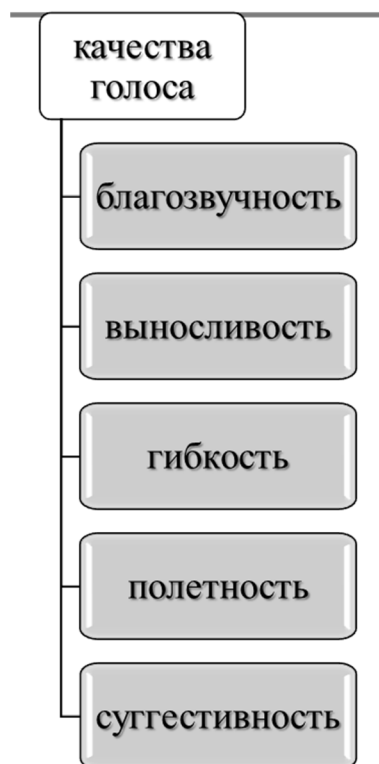 качества
голоса
благозвучность
выносливость
гибкость
полетность
суггестивность